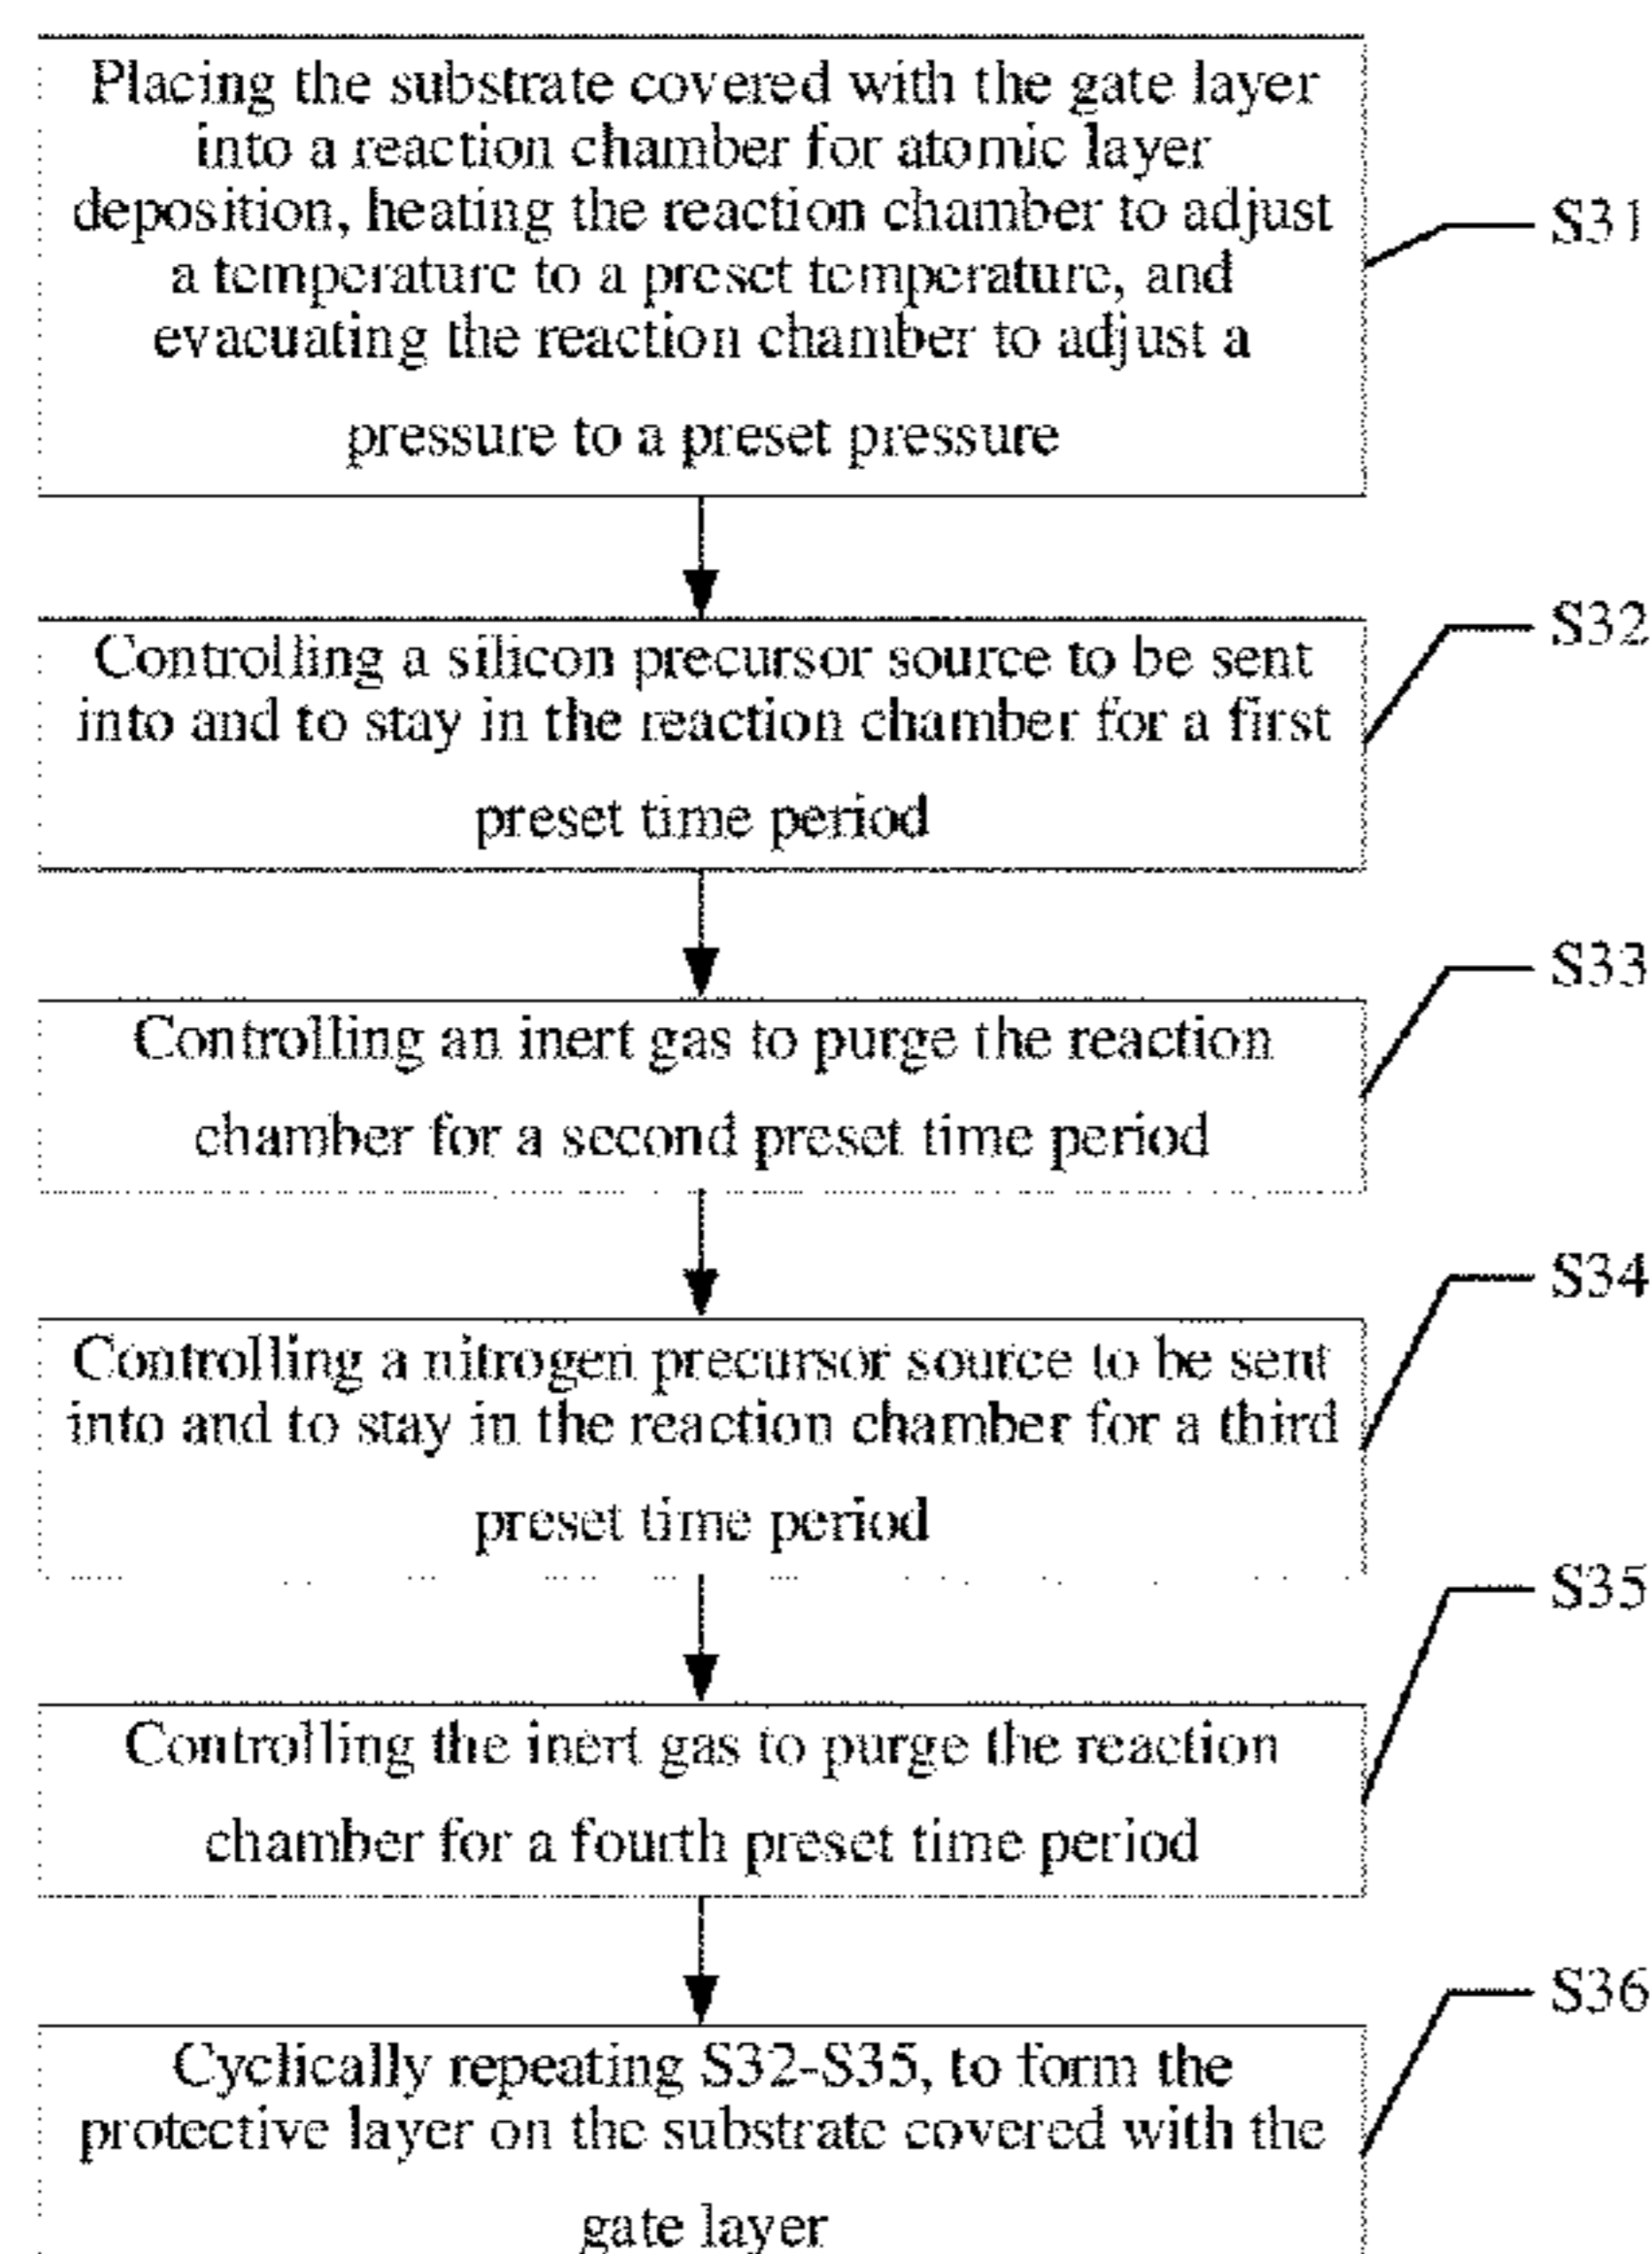 Placing the substrate covered with the gate layer
into a reaction chamber for atomic layer
deposition, heating the reaction chamber to adjust
a temperature to a preset temperature, and
evacuating the reaction chamber to adjust a
pressure to a preset pressure
S31
Controlling a silicon precursor source to be sent
into and to stay in the reaction chamber for a first
preset time period
S32
Controlling an inert gas to purge the reaction
chamber for a second preset time period
S33
Controlling a nitrogen precursor source to be sent
into and to stay in the reaction chamber for a third
preset time period
S34
Controlling the inert gas to purge the reaction
chamber for a fourth preset time period
S35
Cyclically repeating S32-S35, to form the
protective layer on the substrate covered with the
gate layer
S36